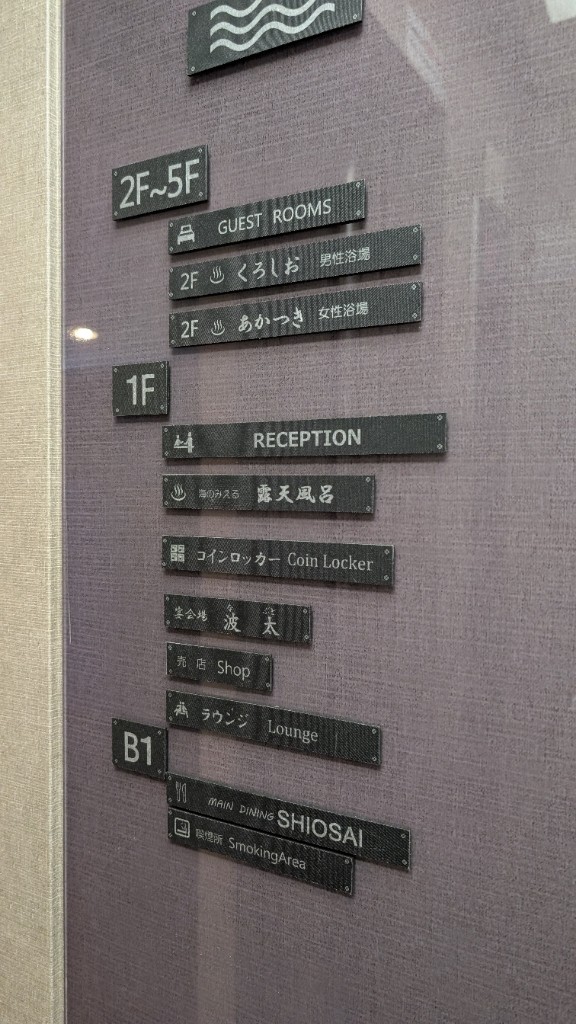 2F~5F
GUEST ROOMS
2F くろしお 男性浴場
2F あかつき 女性浴場
1F
RECEPTION
海のみえる 露天風呂
コインロッカー Coin Locker
宴会場 波太
売店 Shop
ラウンジ Lounge
B1
MAIN DINING SHIOSAI
喫煙所 SmokingArea